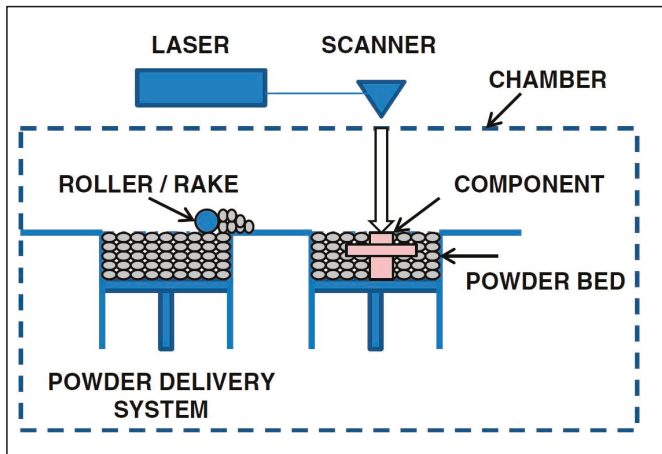 LASER
SCANNER
CHAMBER
ROLLER / RAKE
COMPONENT
POWDER BED
POWDER DELIVERY
SYSTEM